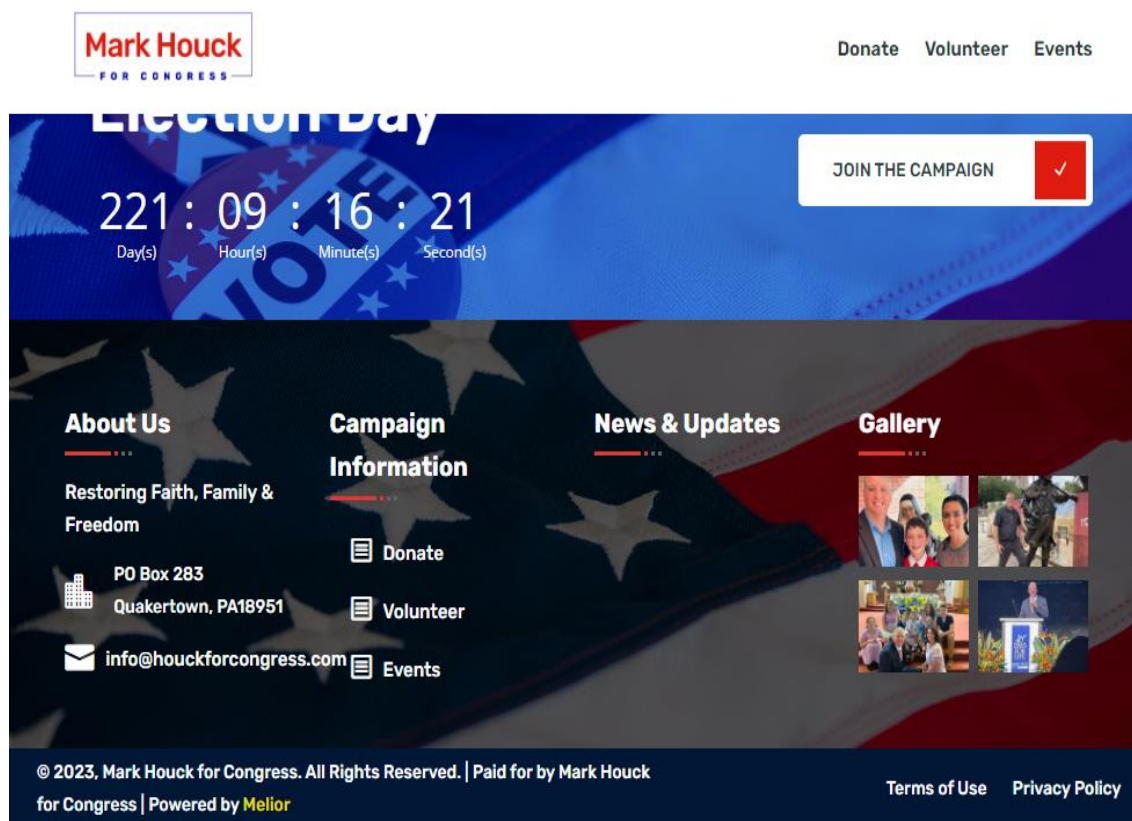 Mark Houck
FOR CONGRESS
Donate Volunteer Events
Election Day
221 : 09 : 16 : 21
Day(s) Hour(s) Minute(s) Second(s)
JOIN THE CAMPAIGN
VOTE
About Us
Restoring Faith, Family &
Freedom
PO Box 283
Quakertown, PA18951
info@houckforcongress.com
Campaign
Information
Donate
Volunteer
Events
News & Updates
Gallery
© 2023, Mark Houck for Congress. All Rights Reserved. | Paid for by Mark Houck
for Congress | Powered by Melior
Terms of Use Privacy Policy